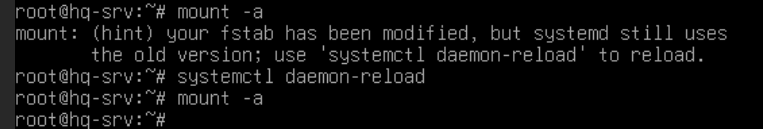 root@hq-srv:~# mount -a
mount: (hint) your fstab has been modified, but systemd still uses
the old version; use 'systemctl daemon-reload' to reload.
root@hq-srv:~# systemctl daemon-reload
root@hq-srv:~# mount -a
root@hq-srv:~#